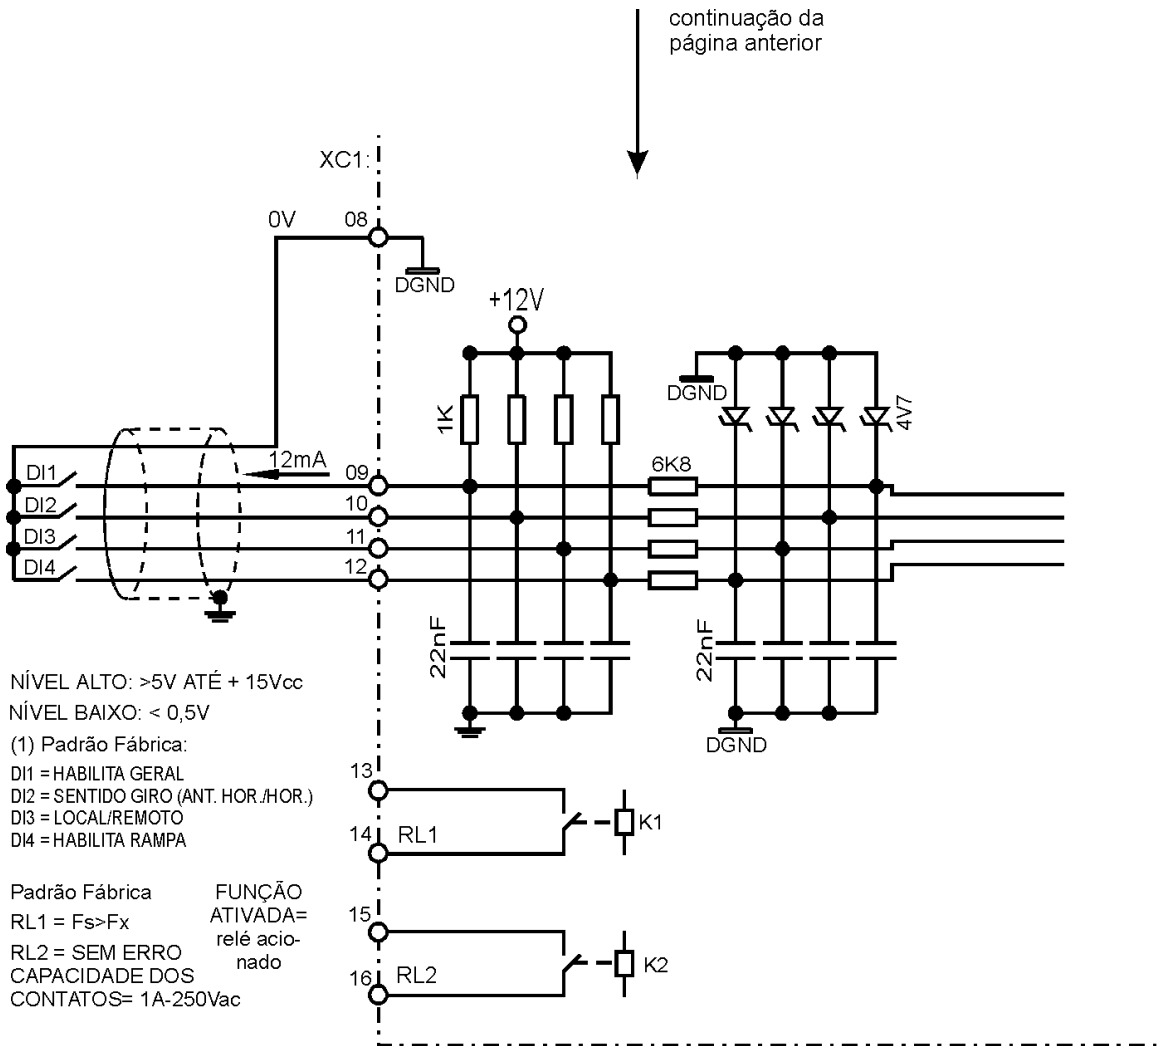 continuação da
página anterior
XC1:
0V
08
DGND
+12V
DGND
1K
4V7
12mA
09
6K8
DI1
10
DI2
11
DI3
12
DI4
22nF
22nF
DGND
NÍVEL ALTO: >5V ATÉ + 15Vcc
NÍVEL BAIXO: < 0,5V
(1) Padrão Fábrica:
DI1 = HABILITA GERAL
DI2 = SENTIDO GIRO (ANT. HOR./HOR.)
DI3 = LOCAL/REMOTO
DI4 = HABILITA RAMPA
13
14
RL1
K1
Padrão Fábrica
RL1 = Fs>Fx
RL2 = SEM ERRO
CAPACIDADE DOS
CONTATOS= 1A-250Vac
FUNÇÃO
ATIVADA=
relé acio-
nado
15
16
RL2
K2